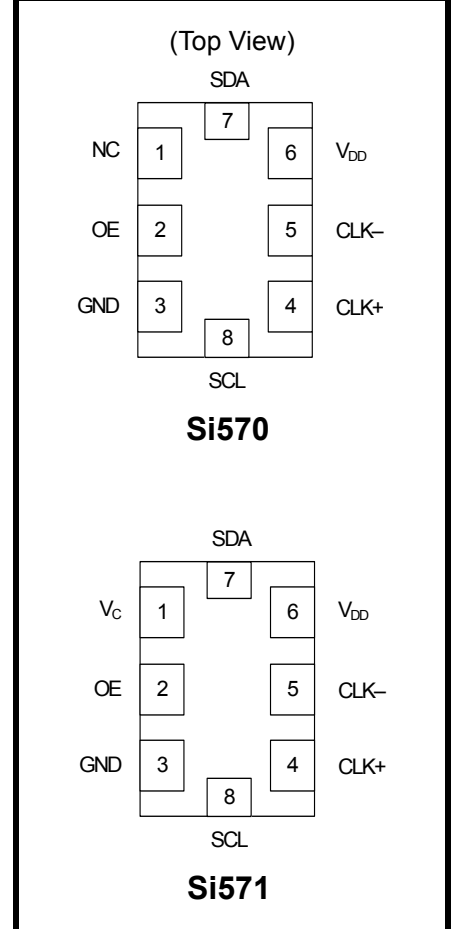 (Top View)
SDA
7
NC 1 6 VDD
OE 2 5 CLK–
GND 3 4 CLK+
8
SCL
Si570
SDA
7
VC 1 6 VDD
OE 2 5 CLK–
GND 3 4 CLK+
8
SCL
Si571